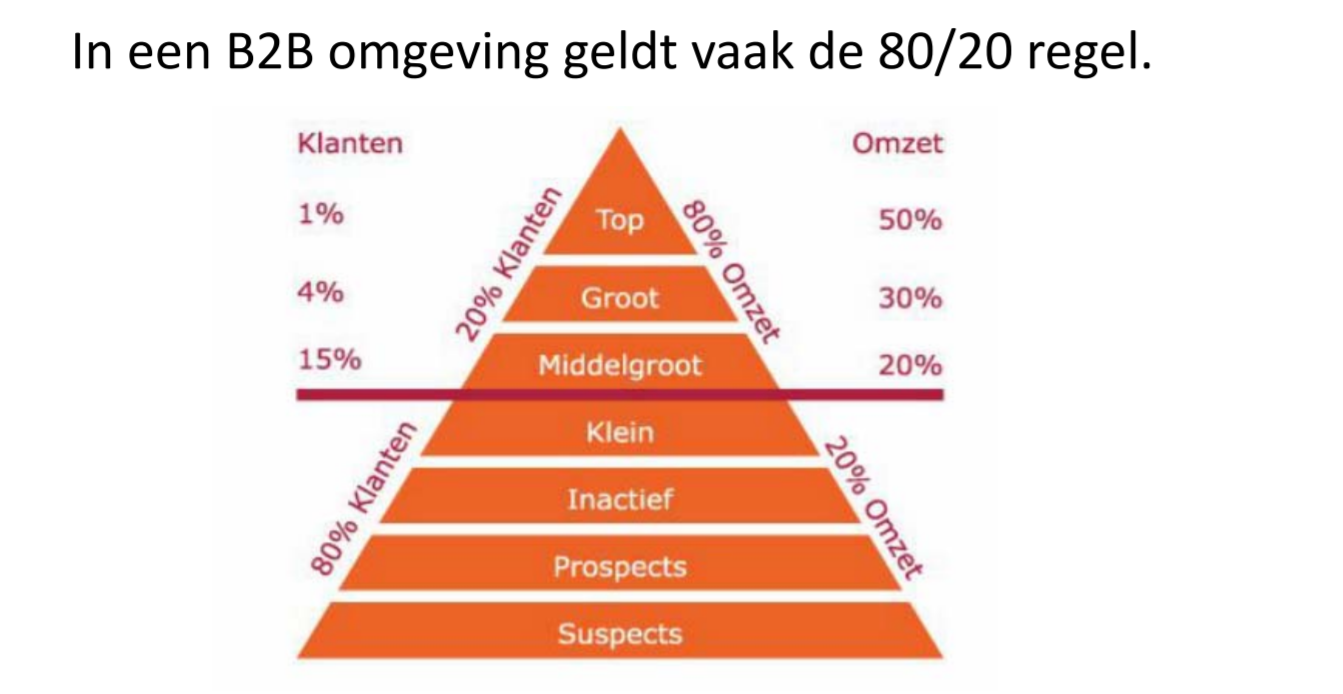 In een B2B omgeving geldt vaak de 80/20 regel.
Klanten
Omzet
1%
Top
50%
20% Klanten
80% Omzet
4%
Groot
30%
15%
Middelgroot
20%
Klein
80% Klanten
20% Omzet
Inactief
Prospects
Suspects